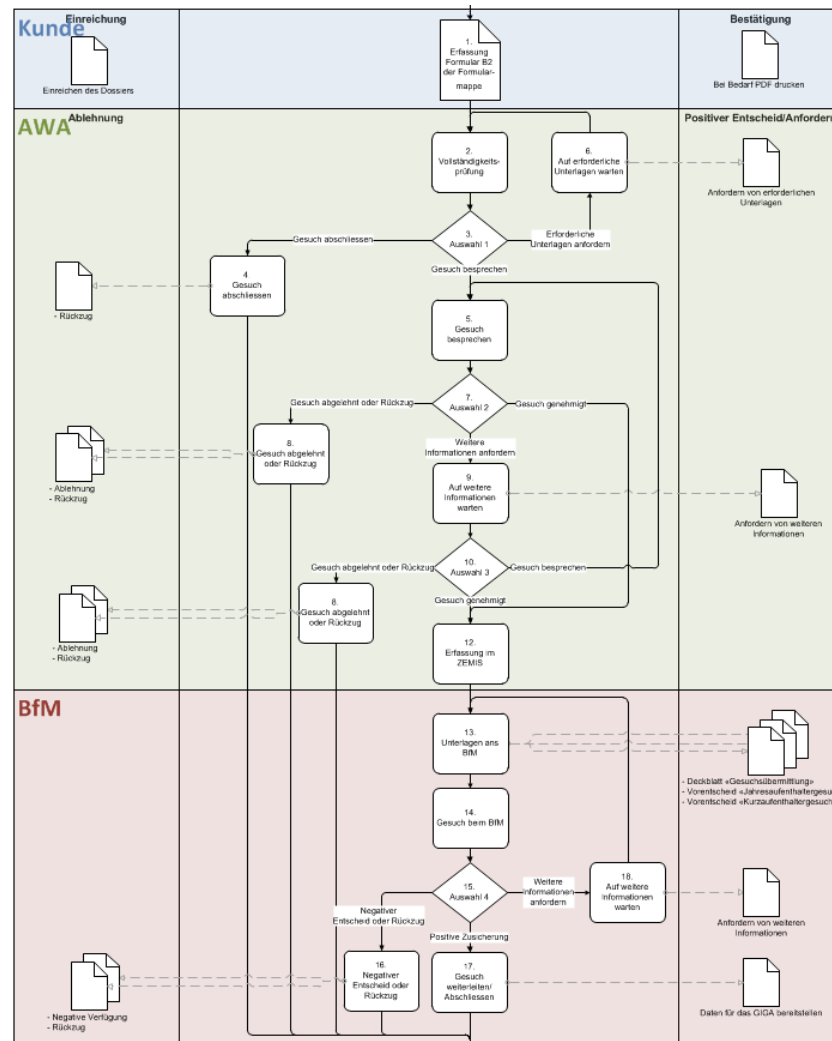 Kunde
Einreichung
Einreichen des Dossiers
1.
Erfassung
Formular B2
der Formular-
mappe
Bestätigung
Bei Bedarf PDF drucken
AWA
Ablehnung
Positiver Entscheid/Anfordern
2.
Vollständigkeits-
prüfung
6.
Auf erforderliche
Unterlagen warten
Anfordern von erforderlichen
Unterlagen
3.
Auswahl 1
Gesuch abschliessen
Erforderliche
Unterlagen anfordern
Gesuch besprechen
4
Gesuch
abschliessen
- Rückzug
5.
Gesuch
besprechen
7.
Auswahl 2
Gesuch abgelehnt oder Rückzug
Gesuch genehmigt
8.
Gesuch abgelehnt
oder Rückzug
- Ablehnung
- Rückzug
Weitere
Informationen anfordern
9.
Auf weitere
Informationen
warten
Anfordern von weiteren
Informationen
10.
Auswahl 3
Gesuch abgelehnt oder Rückzug
Gesuch besprechen
Gesuch genehmigt
8.
Gesuch abgelehnt
oder Rückzug
- Ablehnung
- Rückzug
12.
Erfassung im
ZEMIS
BfM
13.
Unterlagen ans
BfM
- Deckblatt «Gesuchsübermittlung»
- Vorentscheid «Jahresaufenthaltergesu
- Vorentscheid «Kurzaufenthaltergesuch
14.
Gesuch beim BfM
15.
Auswahl 4
Weitere
Informationen
anfordern
18.
Auf weitere
Informationen
warten
Anfordern von weiteren
Informationen
Negativer
Entscheid oder Rückzug
Positive Zusicherung
16.
Negativer
Entscheid oder
Rückzug
- Negative Verfügung
- Rückzug
17.
Gesuch
weiterleiten/
Abschliessen
Daten für das GIGA bereitstellen